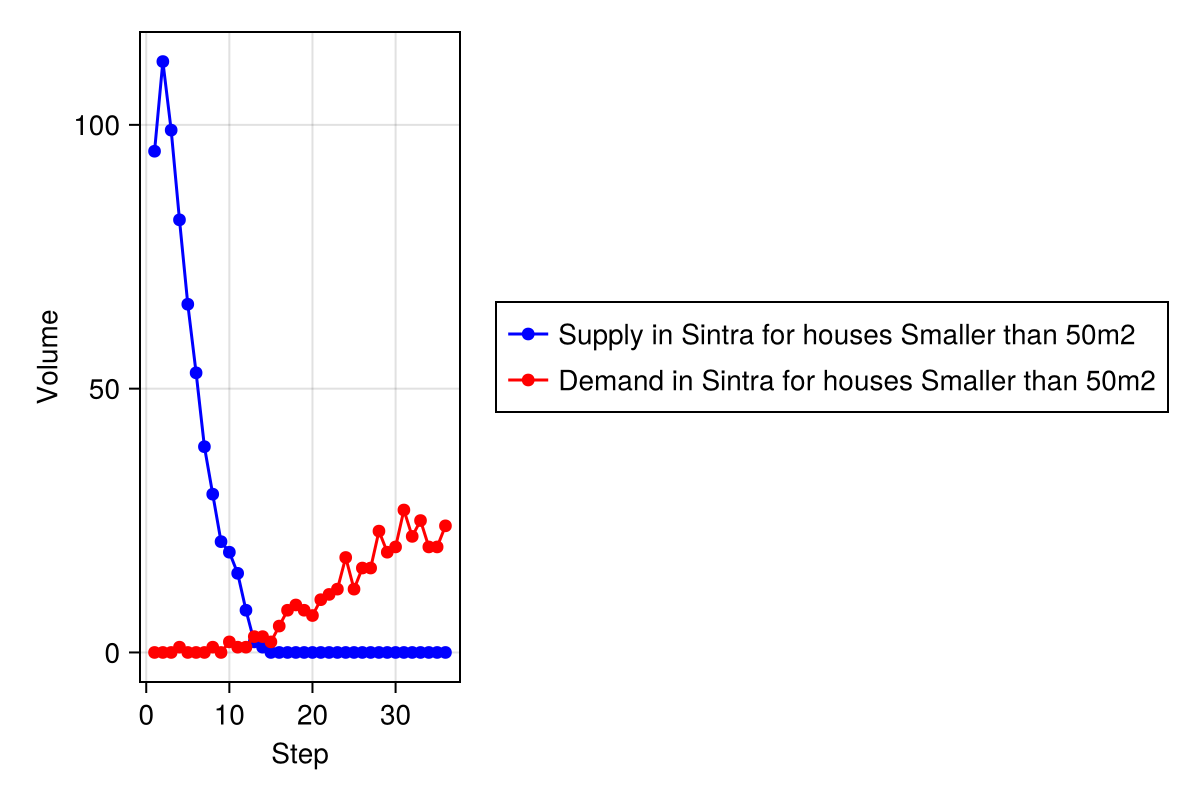 100
50
0
Volume
0 10 20 30
Step
Supply in Sintra for houses Smaller than 50m2
Demand in Sintra for houses Smaller than 50m2